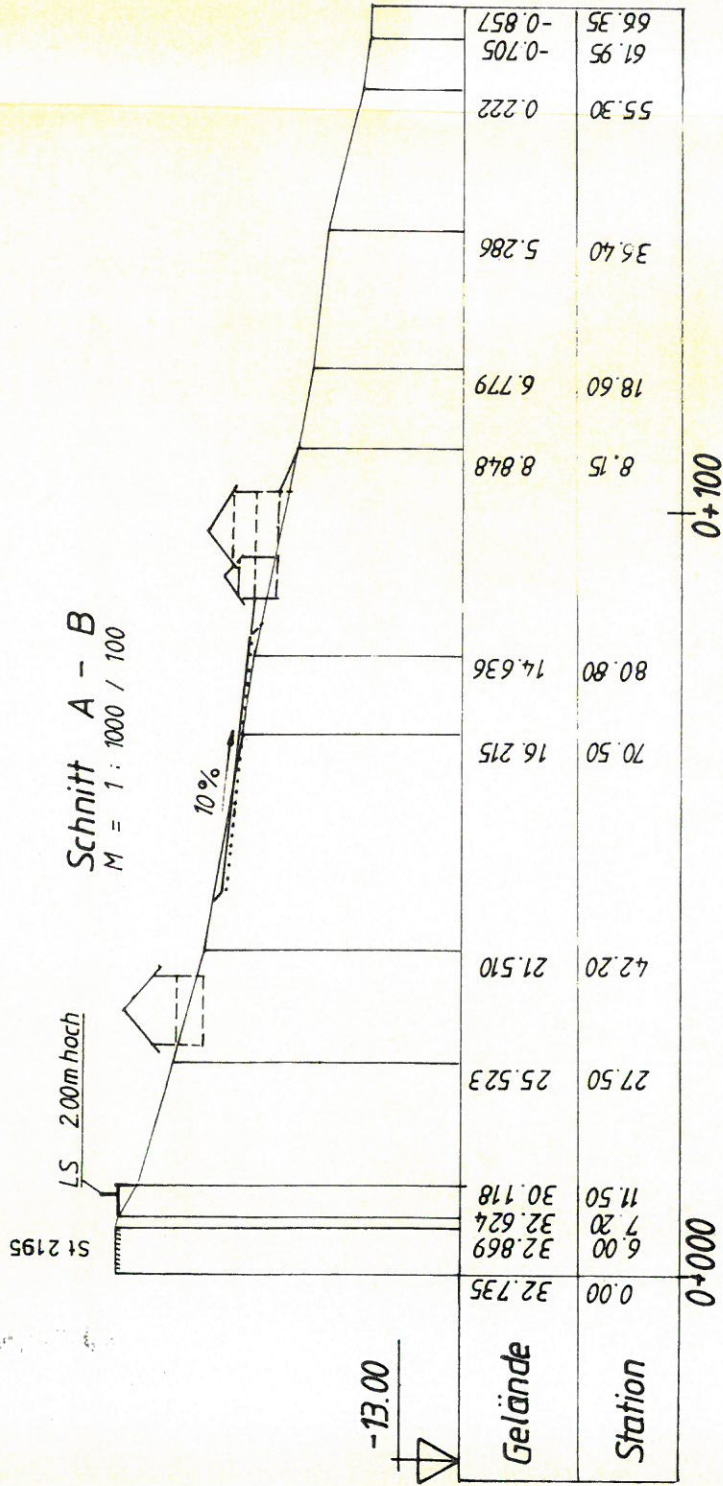 Schnitt A - B
M = 1 : 1000 / 100
St 2195
LS 2.00m hoch
10%
-13.00
Gelände 32.735 32.869 32.624 30.118 25.523 21.510 16.215 14.636 8.848 6.779 5.286 0.222 -0.705 -0.857
Station 0.00 6.00 7.20 11.50 27.50 42.20 70.50 80.80 8.15 18.60 36.40 55.30 61.95 66.35
0+000 0+100